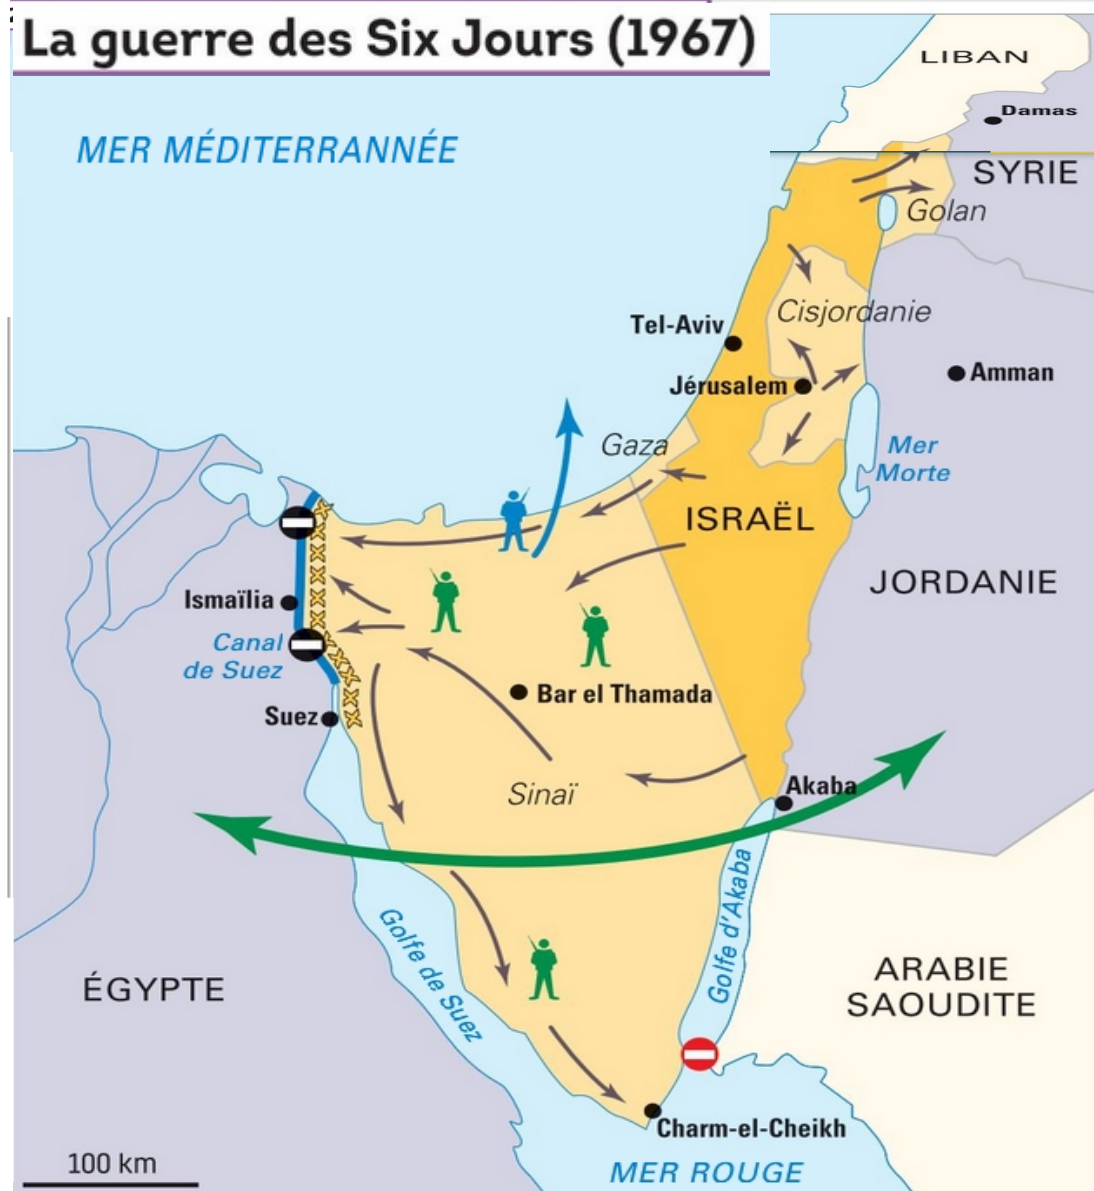 La guerre des Six Jours (1967)
LIBAN
Damas
MER MÉDITERRANNÉE
SYRIE
Golan
Cisjordanie
Tel-Aviv
Jérusalem
Amman
Gaza
Mer
Morte
ISRAËL
JORDANIE
Ismaïlia
Canal
de Suez
Bar el Thamada
Suez
Sinaï
Akaba
Golfe d'Akaba
Golfe de Suez
ÉGYPTE
ARABIE
SAOUDITE
Charm-el-Cheikh
100 km
MER ROUGE